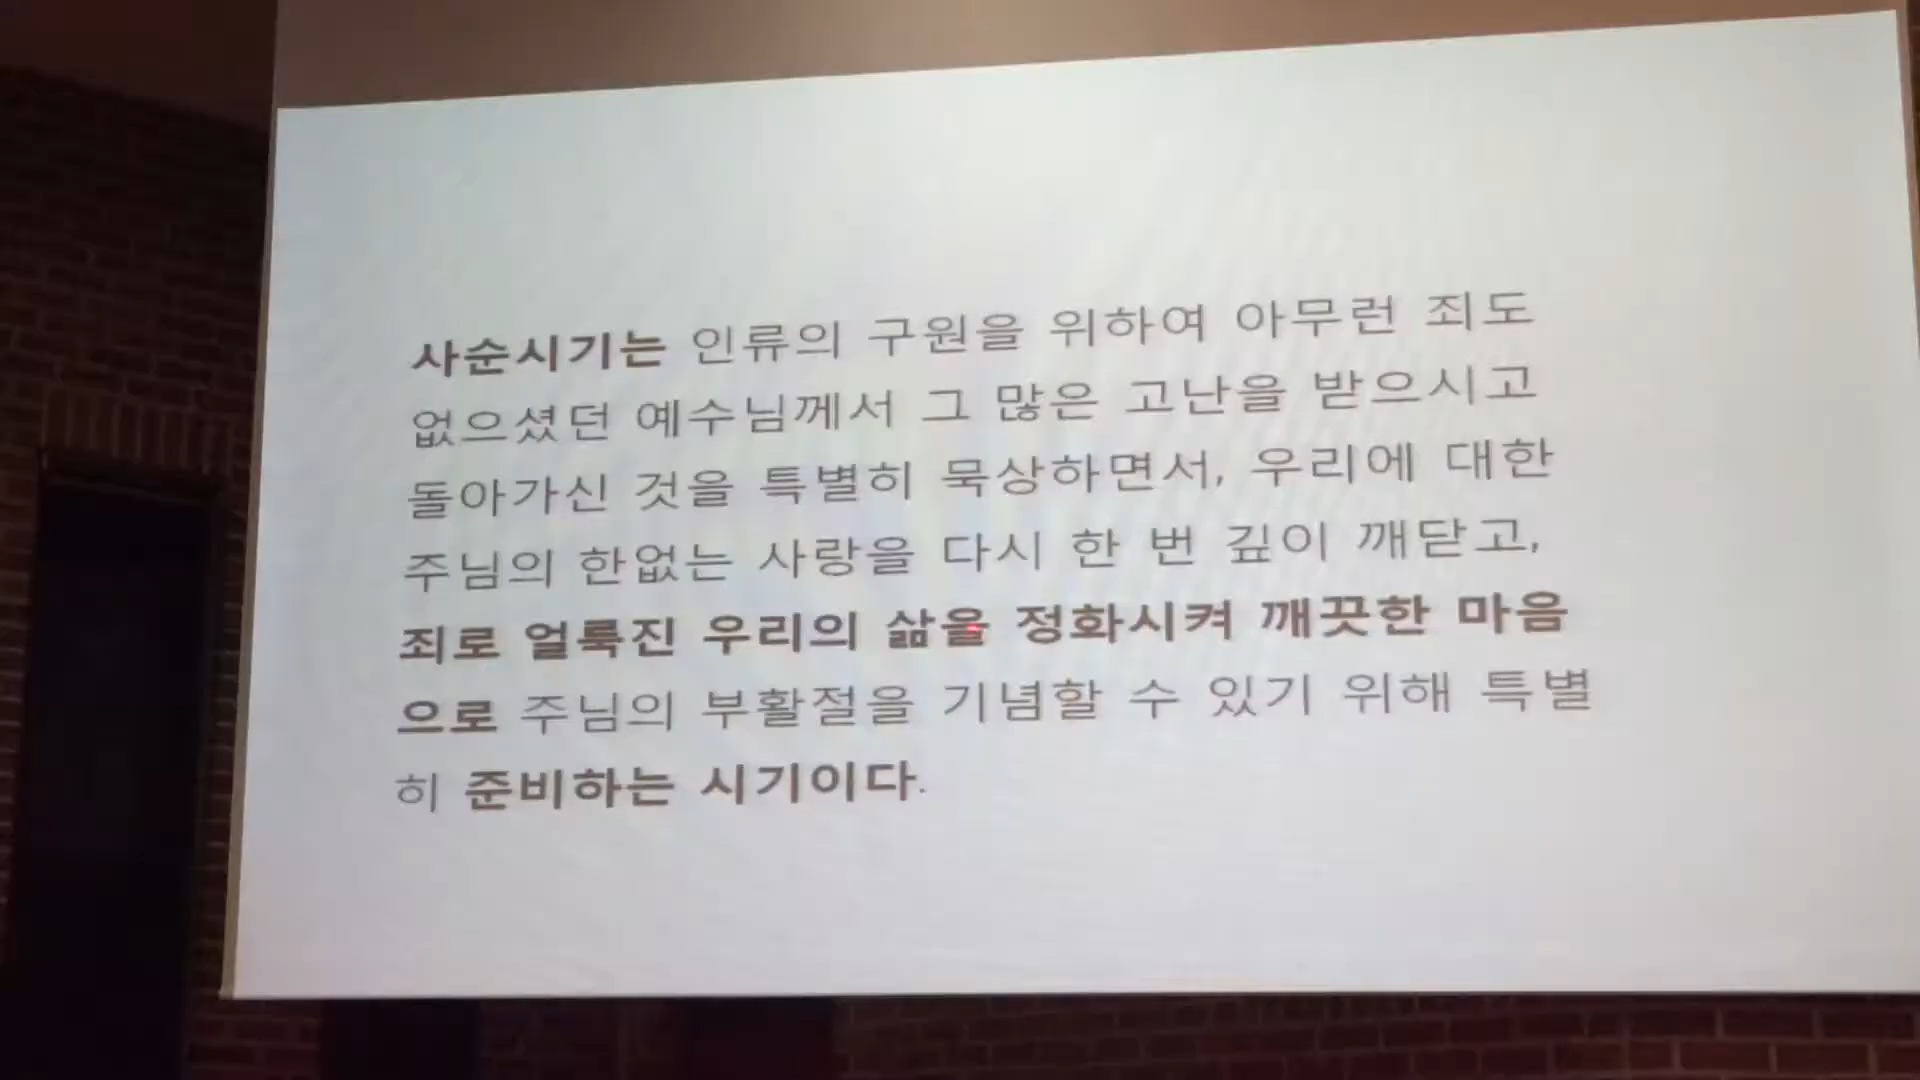 사순시기는 인류의 구원을 위하여 아무런 죄도
없으셨던 예수님께서 그 많은 고난을 받으시고
돌아가신 것을 특별히 묵상하면서, 우리에 대한
주님의 한없는 사랑을 다시 한 번 깊이 깨닫고,
죄로 얼룩진 우리의 삶을 정화시켜 깨끗한 마음
으로 주님의 부활절을 기념할 수 있기 위해 특별
히 준비하는 시기이다.